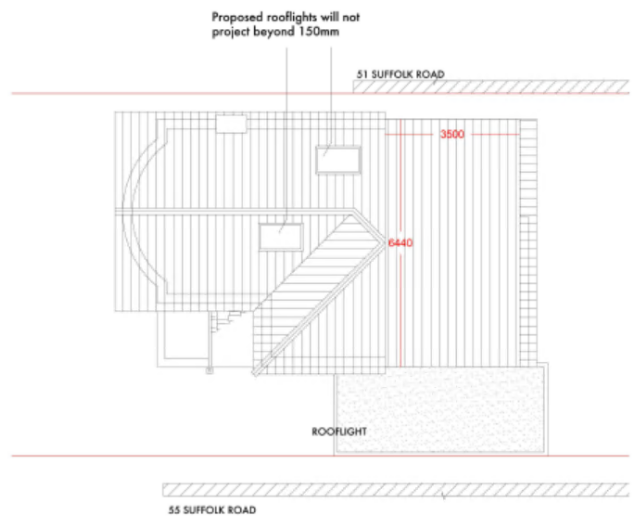 Proposed rooflights will not
project beyond 150mm
51 SUFFOLK ROAD
3500
6440
ROOFLIGHT
55 SUFFOLK ROAD